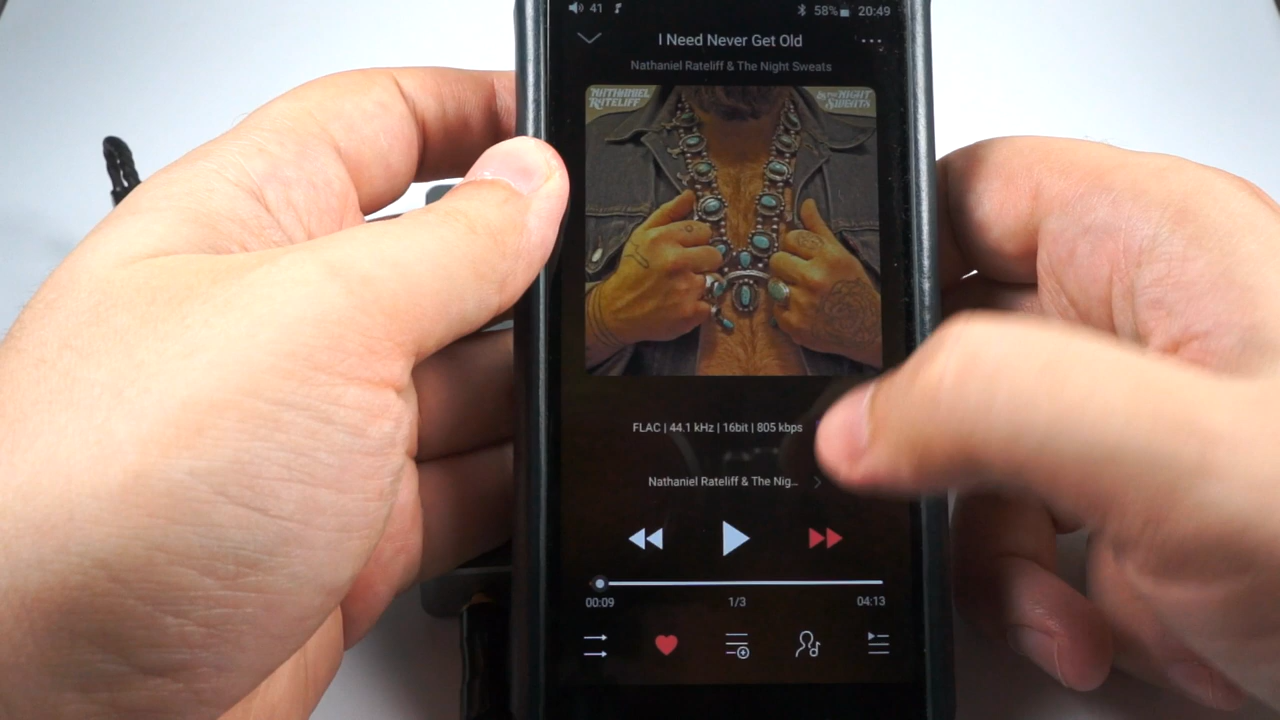 41
58%
20:49
I Need Never Get Old
Nathaniel Rateliff & The Night Sweats
NATHANIEL
RATELIFF
& THE NIGHT
SWEATS
FLAC | 44.1 kHz | 16bit | 805 kbps
Nathaniel Rateliff & The Nig...
00:09
1/3
04:13